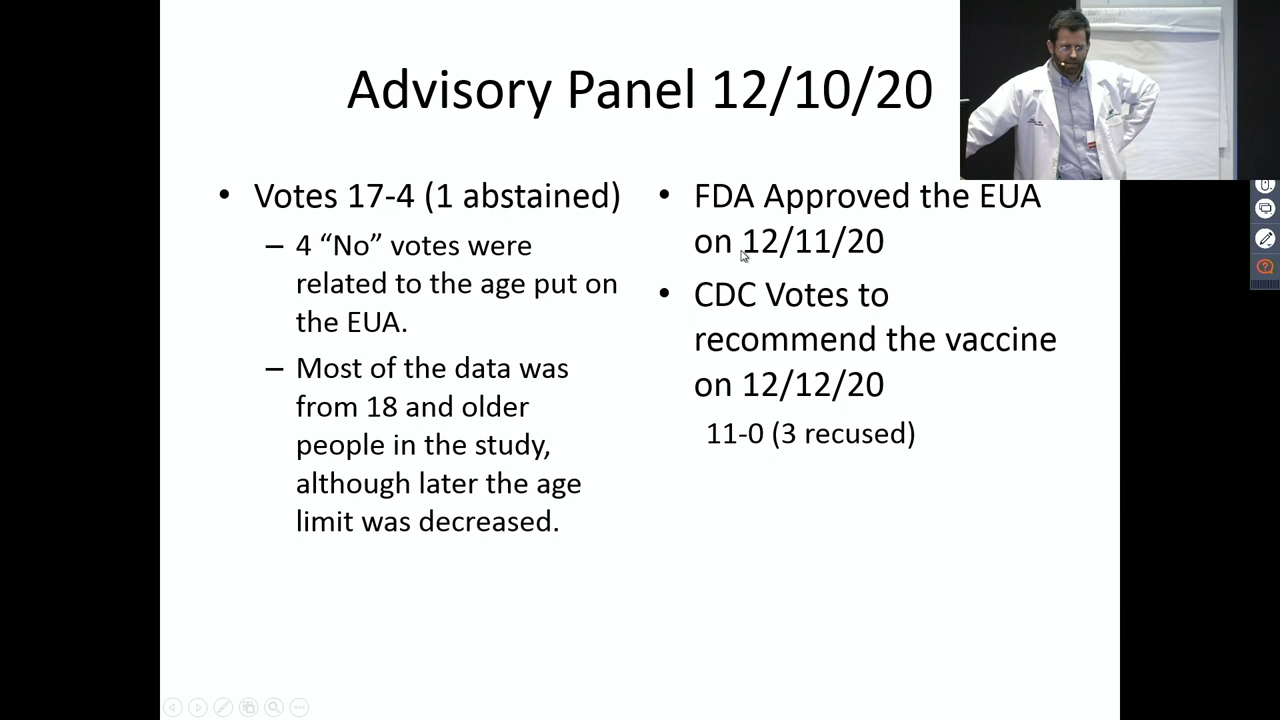 Advisory Panel 12/10/20
• Votes 17-4 (1 abstained)
– 4 “No” votes were
related to the age put on
the EUA.
– Most of the data was
from 18 and older
people in the study,
although later the age
limit was decreased.
• FDA Approved the EUA
on 12/11/20
• CDC Votes to
recommend the vaccine
on 12/12/20
11-0 (3 recused)